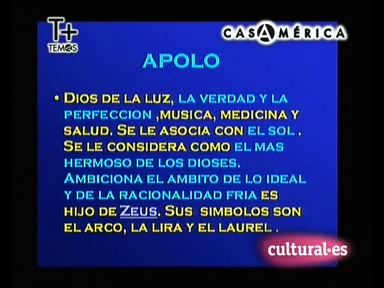 T+
TEMOS
CASAMÉRICA
APOLO
• DIOS DE LA LUZ, LA VERDAD Y LA
PERFECCION ,MUSICA, MEDICINA Y
SALUD. SE LE ASOCIA CON EL SOL .
SE LE CONSIDERA COMO EL MAS
HERMOSO DE LOS DIOSES.
AMBICIONA EL AMBITO DE LO IDEAL
Y DE LA RACIONALIDAD FRIA ES
HIJO DE ZEUS. SUS SIMBOLOS SON
EL ARCO, LA LIRA Y EL LAUREL .
cultural·es